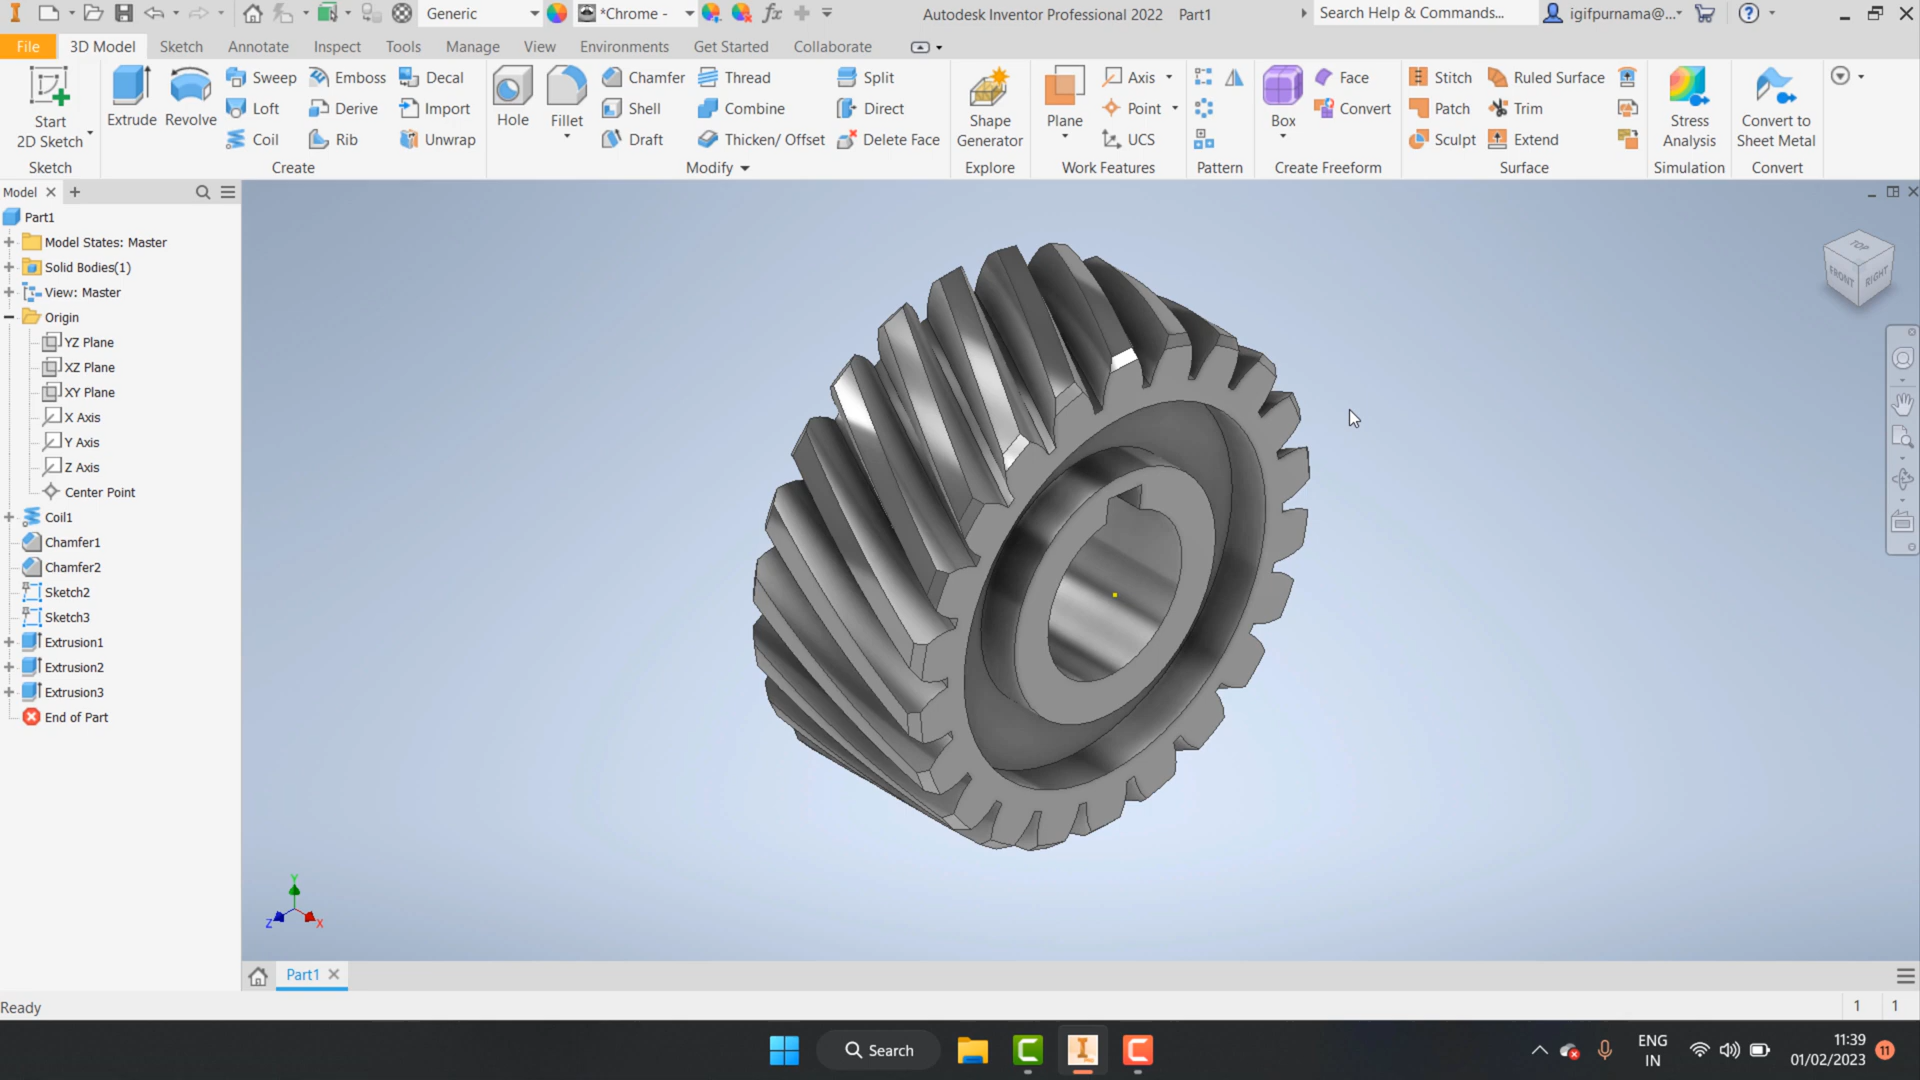 Generic
*Chrome -
fx
Autodesk Inventor Professional 2022 Part1
Search Help & Commands...
igifpurnama@...
File
3D Model
Sketch
Annotate
Inspect
Tools
Manage
View
Environments
Get Started
Collaborate
Start
2D Sketch
Sketch
Extrude
Revolve
Sweep
Emboss
Decal
Loft
Derive
Import
Coil
Rib
Unwrap
Create
Hole
Fillet
Chamfer
Thread
Split
Shell
Combine
Direct
Draft
Thicken/ Offset
Delete Face
Modify
Shape
Generator
Explore
Plane
Axis
Point
UCS
Work Features
Pattern
Box
Face
Convert
Create Freeform
Stitch
Ruled Surface
Patch
Trim
Sculpt
Extend
Surface
Stress
Analysis
Simulation
Convert to
Sheet Metal
Convert
Model
Part1
Model States: Master
Solid Bodies(1)
View: Master
Origin
YZ Plane
XZ Plane
XY Plane
X Axis
Y Axis
Z Axis
Center Point
Coil1
Chamfer1
Chamfer2
Sketch2
Sketch3
Extrusion1
Extrusion2
Extrusion3
End of Part
TOP
FRONT
RIGHT
Y
Z
X
Part1
Ready
1
1
Search
ENG
IN
11:39
01/02/2023
11